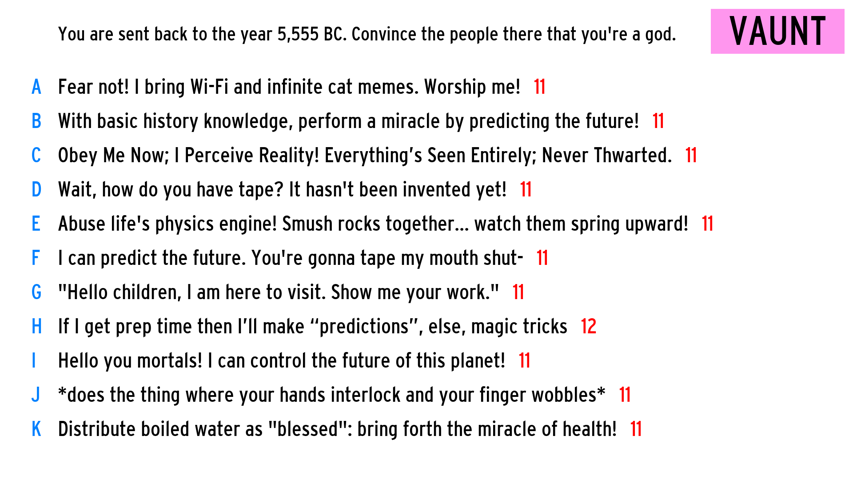 You are sent back to the year 5,555 BC. Convince the people there that you're a god.
VAUNT
A Fear not! I bring Wi-Fi and infinite cat memes. Worship me! 11
B With basic history knowledge, perform a miracle by predicting the future! 11
C Obey Me Now; I Perceive Reality! Everything’s Seen Entirely; Never Thwarted. 11
D Wait, how do you have tape? It hasn't been invented yet! 11
E Abuse life's physics engine! Smush rocks together... watch them spring upward! 11
F I can predict the future. You're gonna tape my mouth shut- 11
G "Hello children, I am here to visit. Show me your work." 11
H If I get prep time then I’ll make “predictions”, else, magic tricks 12
I Hello you mortals! I can control the future of this planet! 11
J *does the thing where your hands interlock and your finger wobbles* 11
K Distribute boiled water as "blessed": bring forth the miracle of health! 11